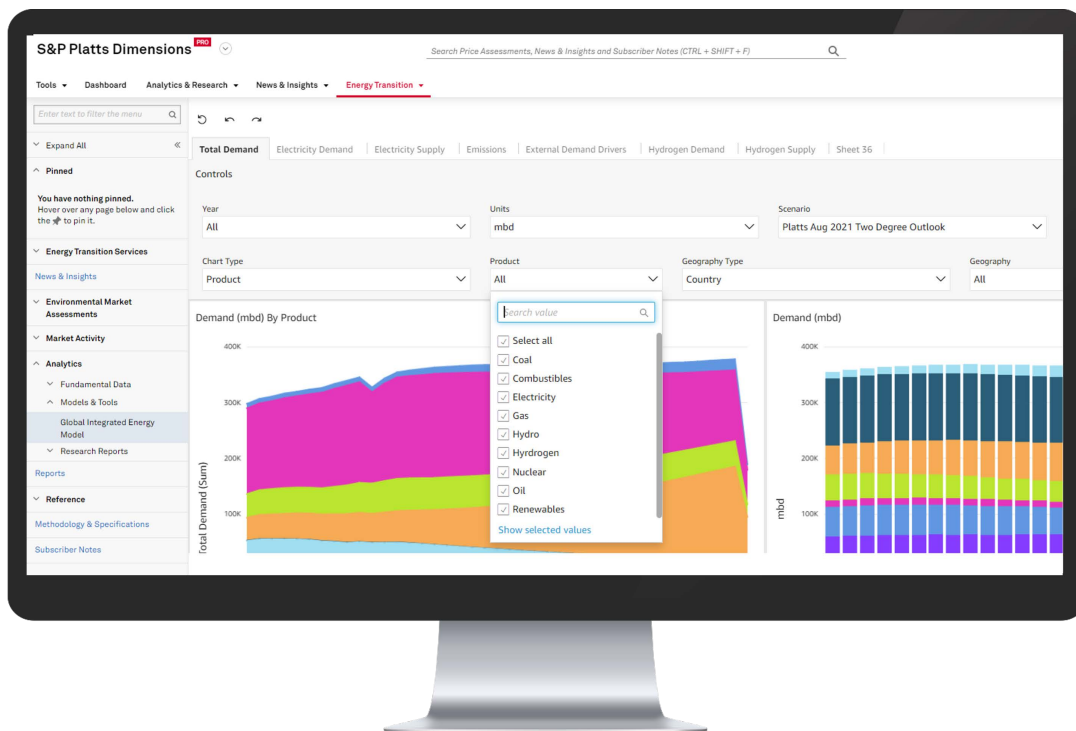 S&P Platts Dimensions PRO
Search Price Assessments, News & Insights and Subscriber Notes (CTRL + SHIFT + F)
Tools Dashboard Analytics & Research News & Insights Energy Transition
Enter text to filter the menu
Expand All
Pinned
You have nothing pinned.
Hover over any page below and click
the to pin it.
Energy Transition Services
News & Insights
Environmental Market
Assessments
Market Activity
Analytics
Fundamental Data
Models & Tools
Global Integrated Energy
Model
Research Reports
Reports
Reference
Methodology & Specifications
Subscriber Notes
Total Demand Electricity Demand Electricity Supply Emissions External Demand Drivers Hydrogen Demand Hydrogen Supply Sheet 36
Controls
Year Units Scenario
All mbd Platts Aug 2021 Two Degree Outlook
Chart Type Product Geography Type Geography
Product All Country All
Search value
Select all
Coal
Combustibles
Electricity
Gas
Hydro
Hyrdrogen
Nuclear
Oil
Renewables
Show selected values
Demand (mbd) By Product
400K
300K
200K
100K
Total Demand (Sum)
Demand (mbd)
400K
300K
200K
100K
mbd